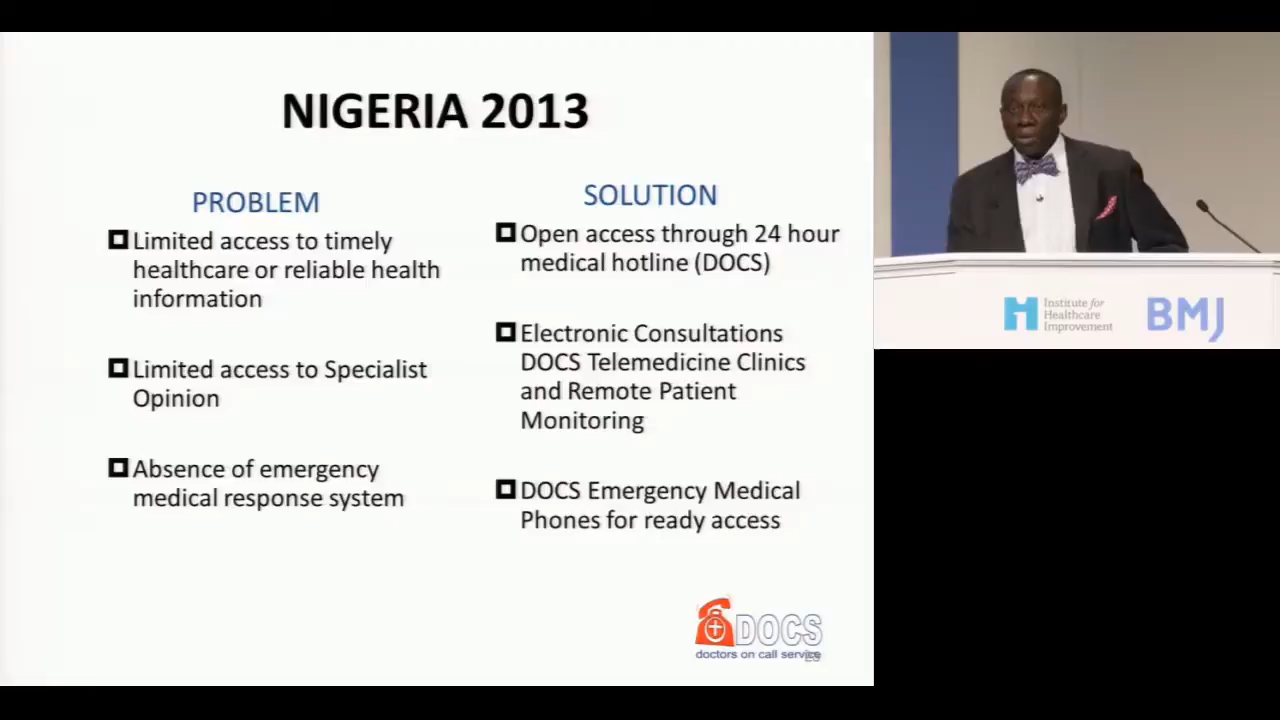 NIGERIA 2013
PROBLEM
Limited access to timely
healthcare or reliable health
information
Limited access to Specialist
Opinion
Absence of emergency
medical response system
SOLUTION
Open access through 24 hour
medical hotline (DOCS)
Electronic Consultations
DOCS Telemedicine Clinics
and Remote Patient
Monitoring
DOCS Emergency Medical
Phones for ready access
DOCS
doctors on call service
Institute for
Healthcare
Improvement
BMJ